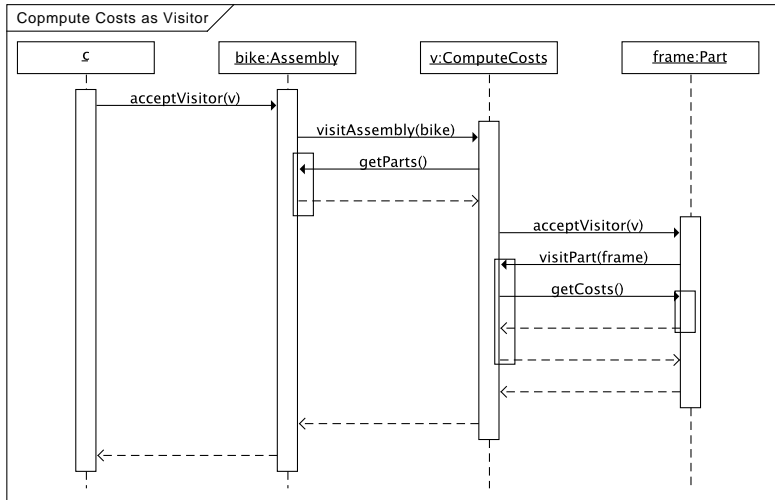 Copmpute Costs as Visitor
c
bike:Assembly
v:ComputeCosts
frame:Part
acceptVisitor(v)
visitAssembly(bike)
getParts()
acceptVisitor(v)
visitPart(frame)
getCosts()